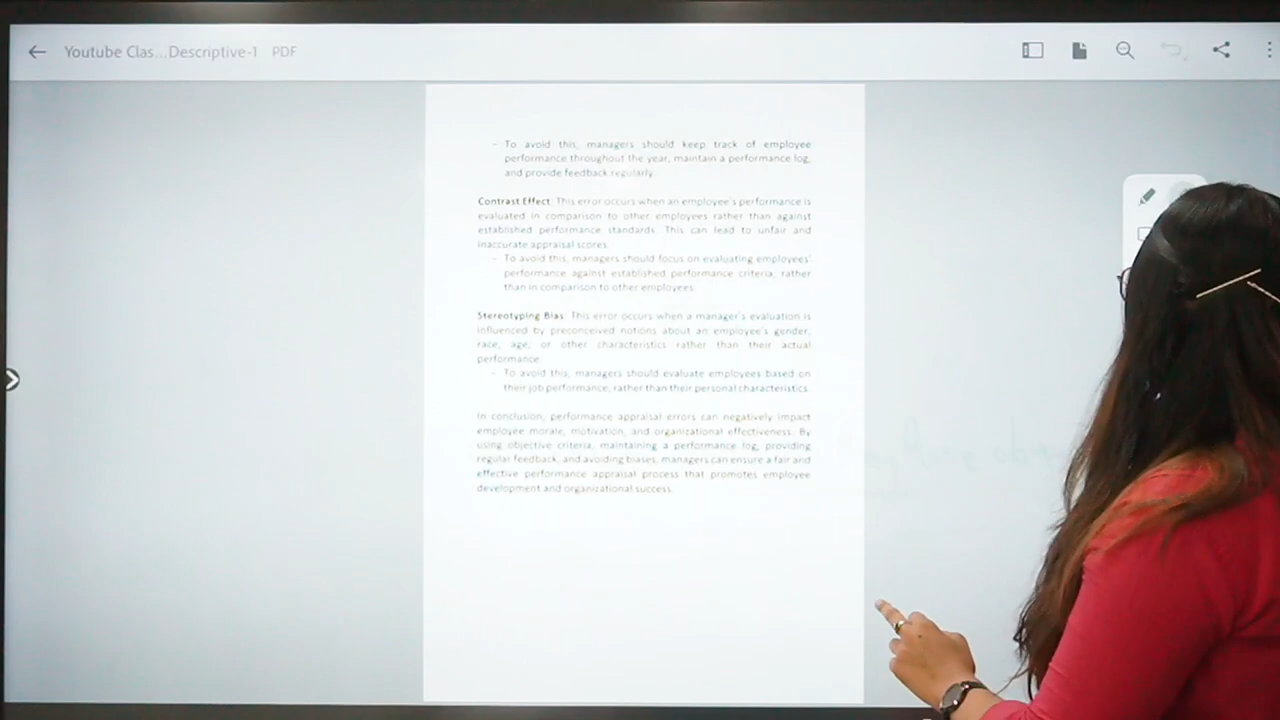 Youtube Clas...Descriptive-1 PDF
- To avoid this, managers should keep track of employee
performance throughout the year, maintain a performance log,
and provide feedback regularly.
Contrast Effect: This error occurs when an employee's performance is
evaluated in comparison to other employees rather than against
established performance standards. This can lead to unfair and
inaccurate appraisal scores.
- To avoid this, managers should focus on evaluating employees'
performance against established performance criteria, rather
than in comparison to other employees.
Stereotyping Bias: This error occurs when a manager's evaluation is
influenced by preconceived notions about an employee's gender,
race, age, or other characteristics rather than their actual
performance.
- To avoid this, managers should evaluate employees based on
their job performance, rather than their personal characteristics.
In conclusion, performance appraisal errors can negatively impact
employee morale, motivation, and organizational effectiveness. By
using objective criteria, maintaining a performance log, providing
regular feedback, and avoiding biases, managers can ensure a fair and
effective performance appraisal process that promotes employee
development and organizational success.